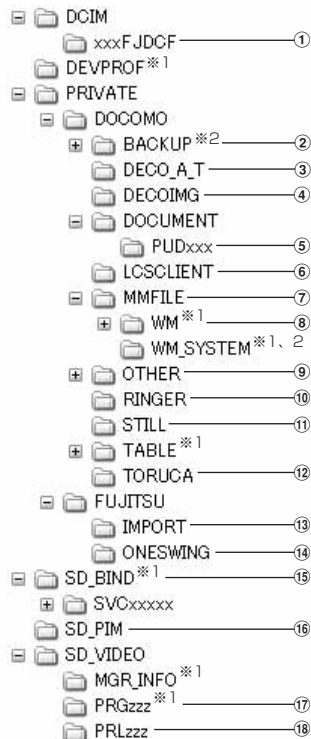 DCIM
xxxFJDCF ①
DEVPROF※1
PRIVATE
DOCOMO
BACKUP※2 ②
DECO_A_T ③
DECOIMG ④
DOCUMENT
PUDxxx ⑤
LCSCLIENT ⑥
MMFILE ⑦
WM※1 ⑧
WM_SYSTEM※1、2
OTHER ⑨
RINGER ⑩
STILL ⑪
TABLE※1
TORUCA ⑫
FUJITSU
IMPORT ⑬
ONESWING ⑭
SD_BIND※1 ⑮
SVCxxxxx
SD_PIM ⑯
SD_VIDEO
MGR_INFO※1
PRGzzz※1 ⑰
PRLzzz ⑱